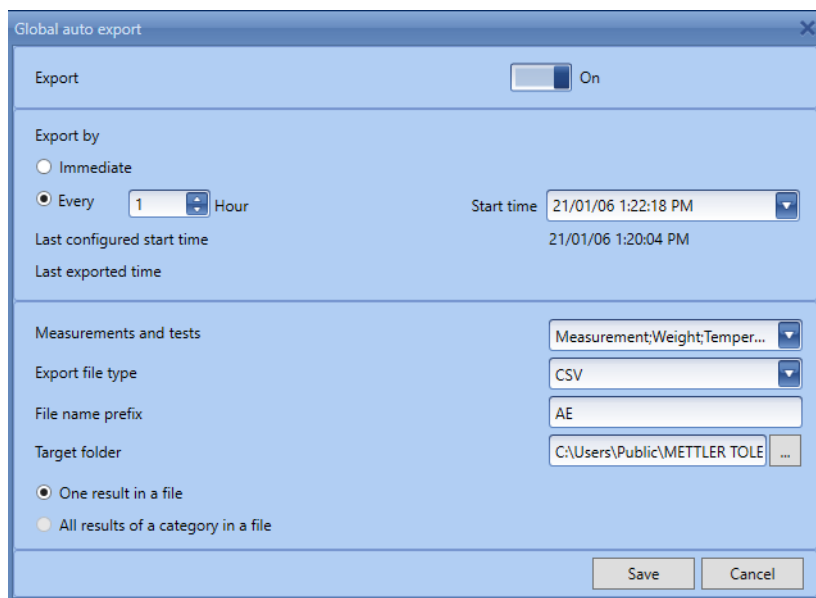 Global auto export
Export
On
Export by
Immediate
Every 1 Hour
Start time 21/01/06 1:22:18 PM
Last configured start time 21/01/06 1:20:04 PM
Last exported time
Measurements and tests Measurement;Weight;Temper...
Export file type CSV
File name prefix AE
Target folder C:\Users\Public\METTLER TOLE ...
One result in a file
All results of a category in a file
Save Cancel